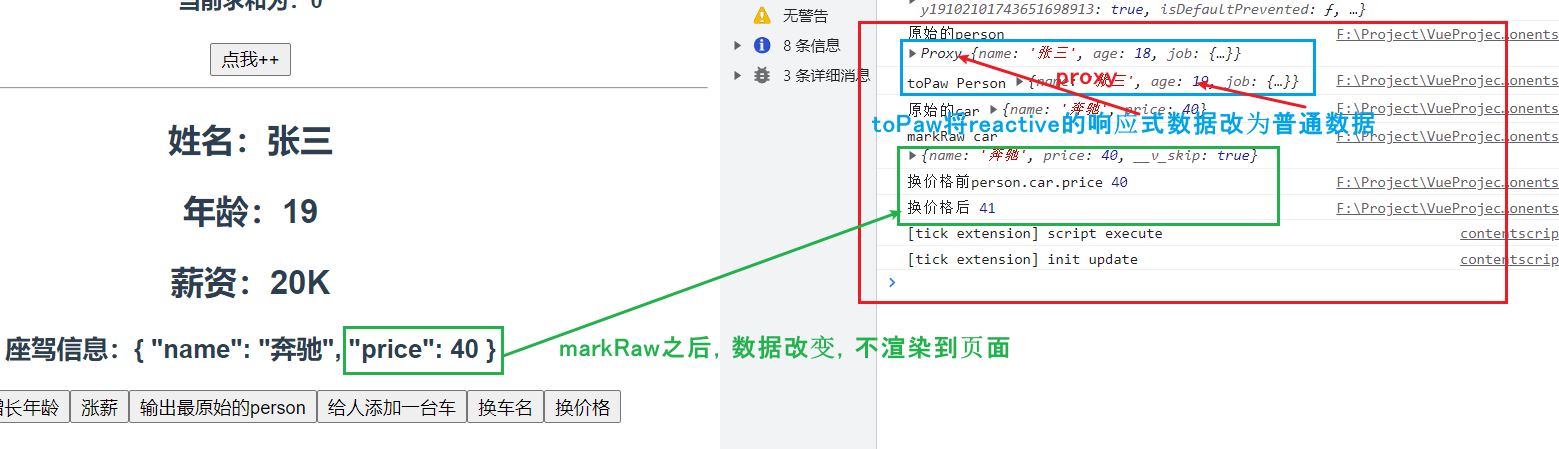 当前求和为：0
点我++
姓名：张三
年龄：19
薪资：20K
座驾信息：{ "name": "奔驰", "price": 40 }
增长年龄
涨薪
输出最原始的person
给人添加一台车
换车名
换价格
markRaw之后，数据改变，不渲染到页面
无警告
8 条信息
3 条详细消息
y19102101743651698913: true, isDefaultPrevented: ƒ, …}
原始的person F:\Project\VueProjec…onents
Proxy {name: '张三', age: 18, job: {…}}
proxy
toPaw Person {name: '张三', age: 19, job: {…}} F:\Project\VueProjec…onents
原始的car {name: '奔驰', price: 40} F:\Project\VueProjec…onents
toPaw将reactive的响应式数据改为普通数据
markRaw car F:\Project\VueProjec…onents
{name: '奔驰', price: 40, __v_skip: true}
换价格前person.car.price 40 F:\Project\VueProjec…onents
换价格后 41 F:\Project\VueProjec…onents
[tick extension] script execute contentscrip
[tick extension] init update contentscrip